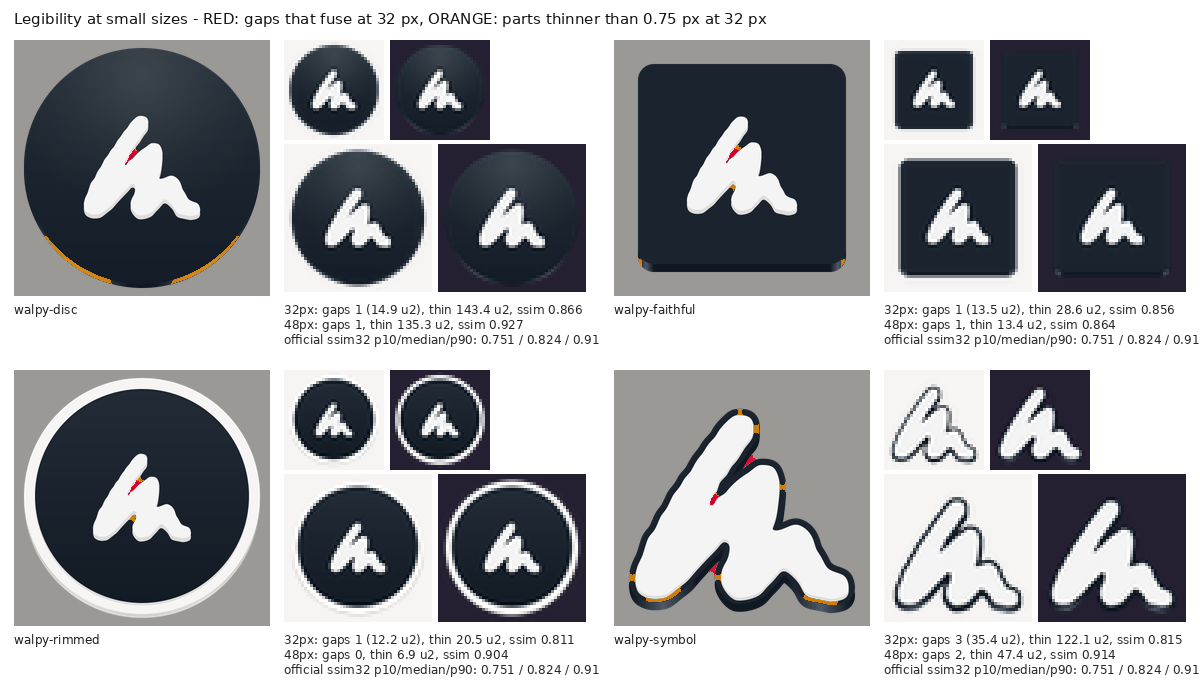 Legibility at small sizes - RED: gaps that fuse at 32 px, ORANGE: parts thinner than 0.75 px at 32 px
walpy-disc
32px: gaps 1 (14.9 u2), thin 143.4 u2, ssim 0.866
48px: gaps 1, thin 135.3 u2, ssim 0.927
official ssim32 p10/median/p90: 0.751 / 0.824 / 0.91
walpy-faithful
32px: gaps 1 (13.5 u2), thin 28.6 u2, ssim 0.856
48px: gaps 1, thin 13.4 u2, ssim 0.864
official ssim32 p10/median/p90: 0.751 / 0.824 / 0.91
walpy-rimmed
32px: gaps 1 (12.2 u2), thin 20.5 u2, ssim 0.811
48px: gaps 0, thin 6.9 u2, ssim 0.904
official ssim32 p10/median/p90: 0.751 / 0.824 / 0.91
walpy-symbol
32px: gaps 3 (35.4 u2), thin 122.1 u2, ssim 0.815
48px: gaps 2, thin 47.4 u2, ssim 0.914
official ssim32 p10/median/p90: 0.751 / 0.824 / 0.91